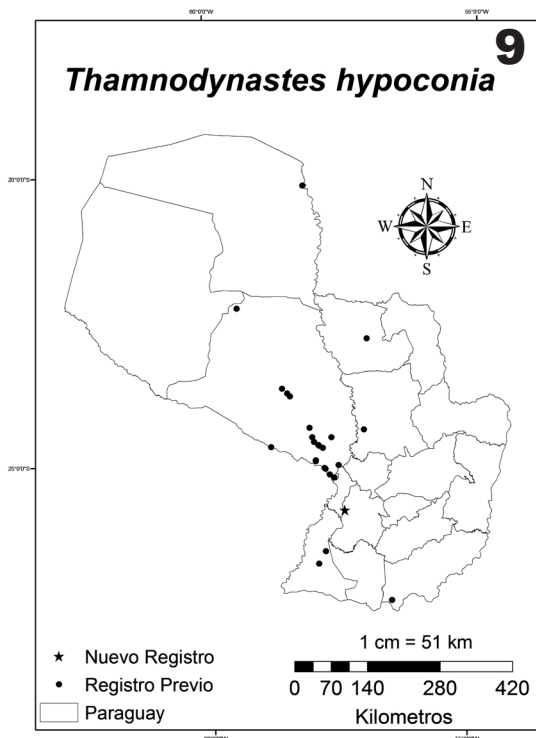 60°0'0"W 55°0'0"W
9
Thamnodynastes hypoconia
20°0'0"S
N
W E
S
25°0'0"S
1 cm = 51 km
Nuevo Registro
Registro Previo
0 70 140 280 420
Paraguay
Kilometros